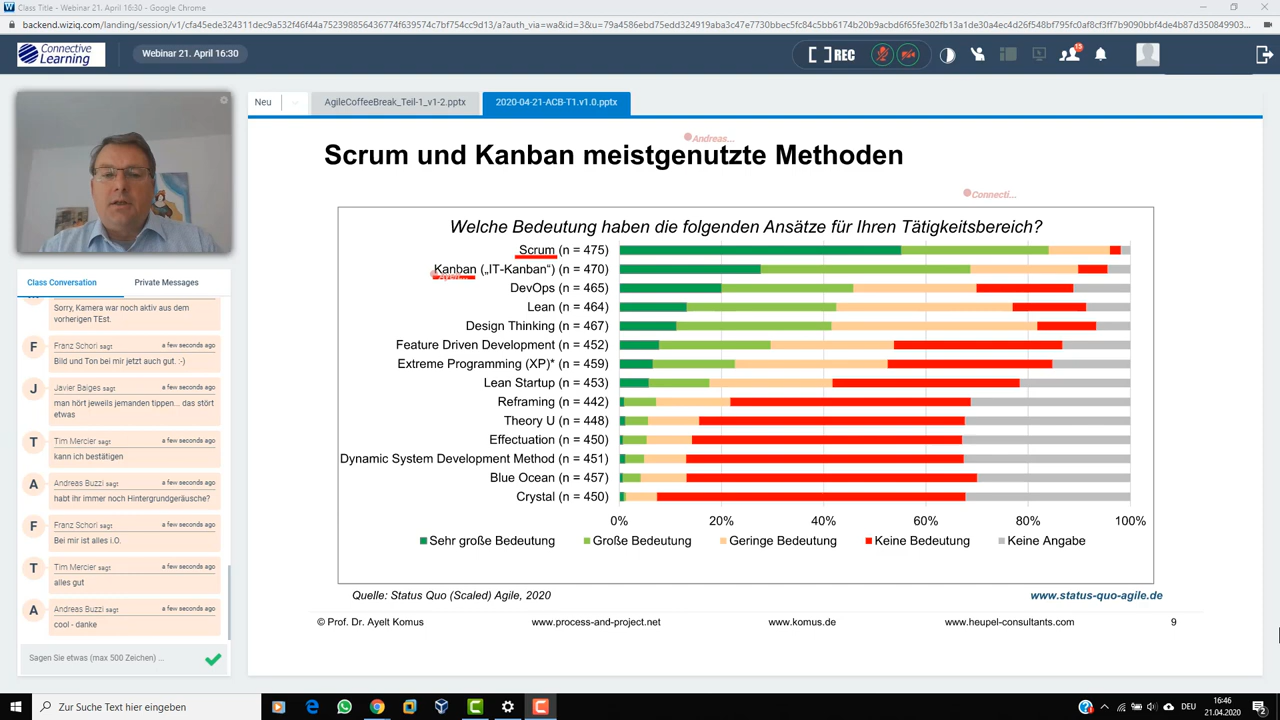 Class Title - Webinar 21. April 16:30 - Google Chrome
Connective Learning
Webinar 21. April 16:30
REC
13
Neu
AgileCoffeeBreak_Teil-1_v1-2.pptx
2020-04-21-ACB-T1.v1.0.pptx
Class Conversation
Private Messages
Sorry, Kamera war noch aktiv aus dem
vorherigen TEst.
F
Franz Schori sagt
a few seconds ago
Bild und Ton bei mir jetzt auch gut. :-)
J
Javier Baiges sagt
a few seconds ago
man hört jeweils jemanden tippen... das stört
etwas
T
Tim Mercier sagt
a few seconds ago
kann ich bestätigen
A
Andreas Buzzi sagt
a few seconds ago
habt ihr immer noch Hintergrundgeräusche?
F
Franz Schori sagt
a few seconds ago
Bei mir ist alles i.O.
T
Tim Mercier sagt
a few seconds ago
alles gut
A
Andreas Buzzi sagt
a few seconds ago
cool - danke
Sagen Sie etwas (max 500 Zeichen) ...
Andreas...
Scrum und Kanban meistgenutzte Methoden
Connecti...
Welche Bedeutung haben die folgenden Ansätze für Ihren Tätigkeitsbereich?
Scrum (n = 475)
Kanban („IT-Kanban“) (n = 470)
DevOps (n = 465)
Lean (n = 464)
Design Thinking (n = 467)
Feature Driven Development (n = 452)
Extreme Programming (XP)* (n = 459)
Lean Startup (n = 453)
Reframing (n = 442)
Theory U (n = 448)
Effectuation (n = 450)
Dynamic System Development Method (n = 451)
Blue Ocean (n = 457)
Crystal (n = 450)
0% 20% 40% 60% 80% 100%
Sehr große Bedeutung Große Bedeutung Geringe Bedeutung Keine Bedeutung Keine Angabe
Quelle: Status Quo (Scaled) Agile, 2020
www.status-quo-agile.de
© Prof. Dr. Ayelt Komus www.process-and-project.net www.komus.de www.heupel-consultants.com 9
Zur Suche Text hier eingeben
DEU
16:46
21.04.2020
2